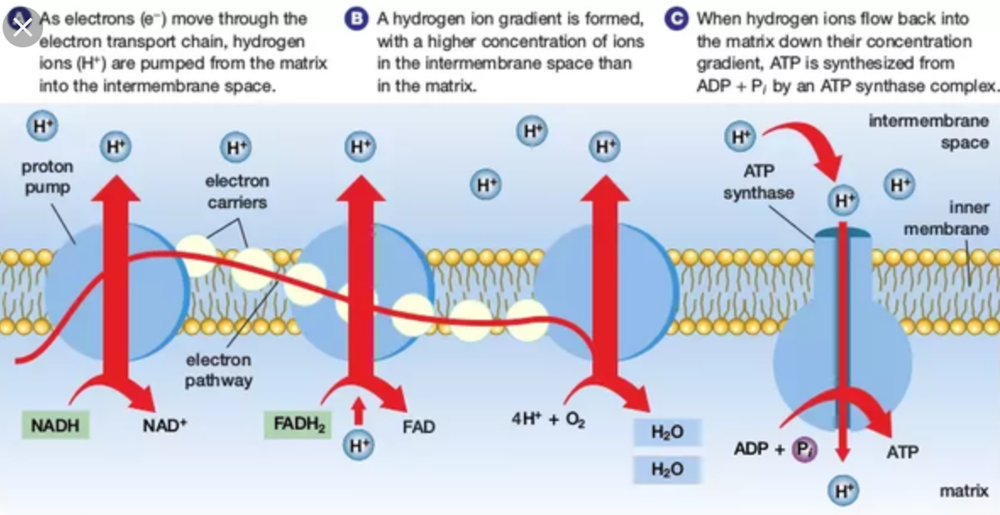 As electrons (e⁻) move through the
electron transport chain, hydrogen
ions (H⁺) are pumped from the matrix
into the intermembrane space.
B A hydrogen ion gradient is formed,
with a higher concentration of ions
in the intermembrane space than
in the matrix.
C When hydrogen ions flow back into
the matrix down their concentration
gradient, ATP is synthesized from
ADP + Pᵢ by an ATP synthase complex.
H⁺
H⁺
H⁺
H⁺
H⁺
H⁺
H⁺
H⁺
intermembrane
space
proton
pump
electron
carriers
ATP
synthase
H⁺
H⁺
inner
membrane
electron
pathway
NADH
NAD⁺
FADH₂
H⁺
FAD
4H⁺ + O₂
H₂O
H₂O
ADP + Pᵢ
ATP
H⁺
matrix